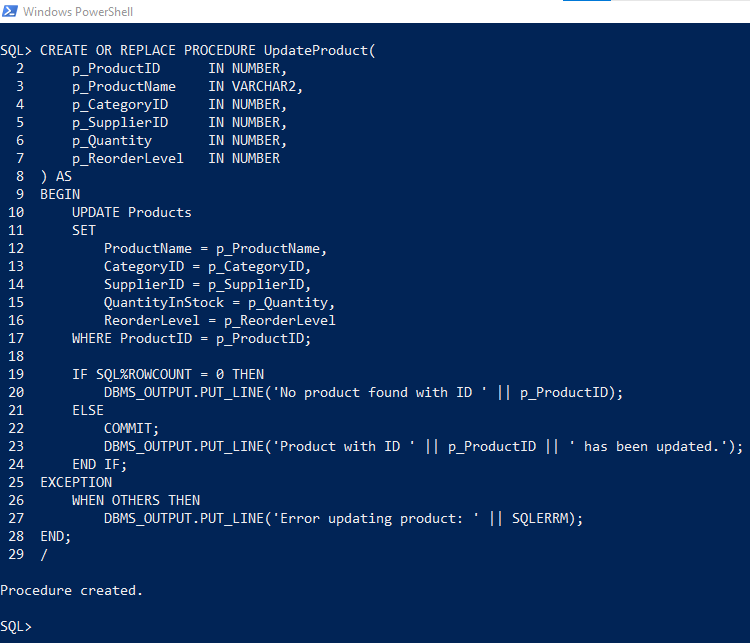 Windows PowerShell
SQL> CREATE OR REPLACE PROCEDURE UpdateProduct(
  2      p_ProductID      IN NUMBER,
  3      p_ProductName    IN VARCHAR2,
  4      p_CategoryID     IN NUMBER,
  5      p_SupplierID     IN NUMBER,
  6      p_Quantity       IN NUMBER,
  7      p_ReorderLevel   IN NUMBER
  8  ) AS
  9  BEGIN
 10      UPDATE Products
 11      SET
 12          ProductName = p_ProductName,
 13          CategoryID = p_CategoryID,
 14          SupplierID = p_SupplierID,
 15          QuantityInStock = p_Quantity,
 16          ReorderLevel = p_ReorderLevel
 17      WHERE ProductID = p_ProductID;
 18
 19      IF SQL%ROWCOUNT = 0 THEN
 20          DBMS_OUTPUT.PUT_LINE('No product found with ID ' || p_ProductID);
 21      ELSE
 22          COMMIT;
 23          DBMS_OUTPUT.PUT_LINE('Product with ID ' || p_ProductID || ' has been updated.');
 24      END IF;
 25  EXCEPTION
 26      WHEN OTHERS THEN
 27          DBMS_OUTPUT.PUT_LINE('Error updating product: ' || SQLERRM);
 28  END;
 29  /
Procedure created.
SQL>